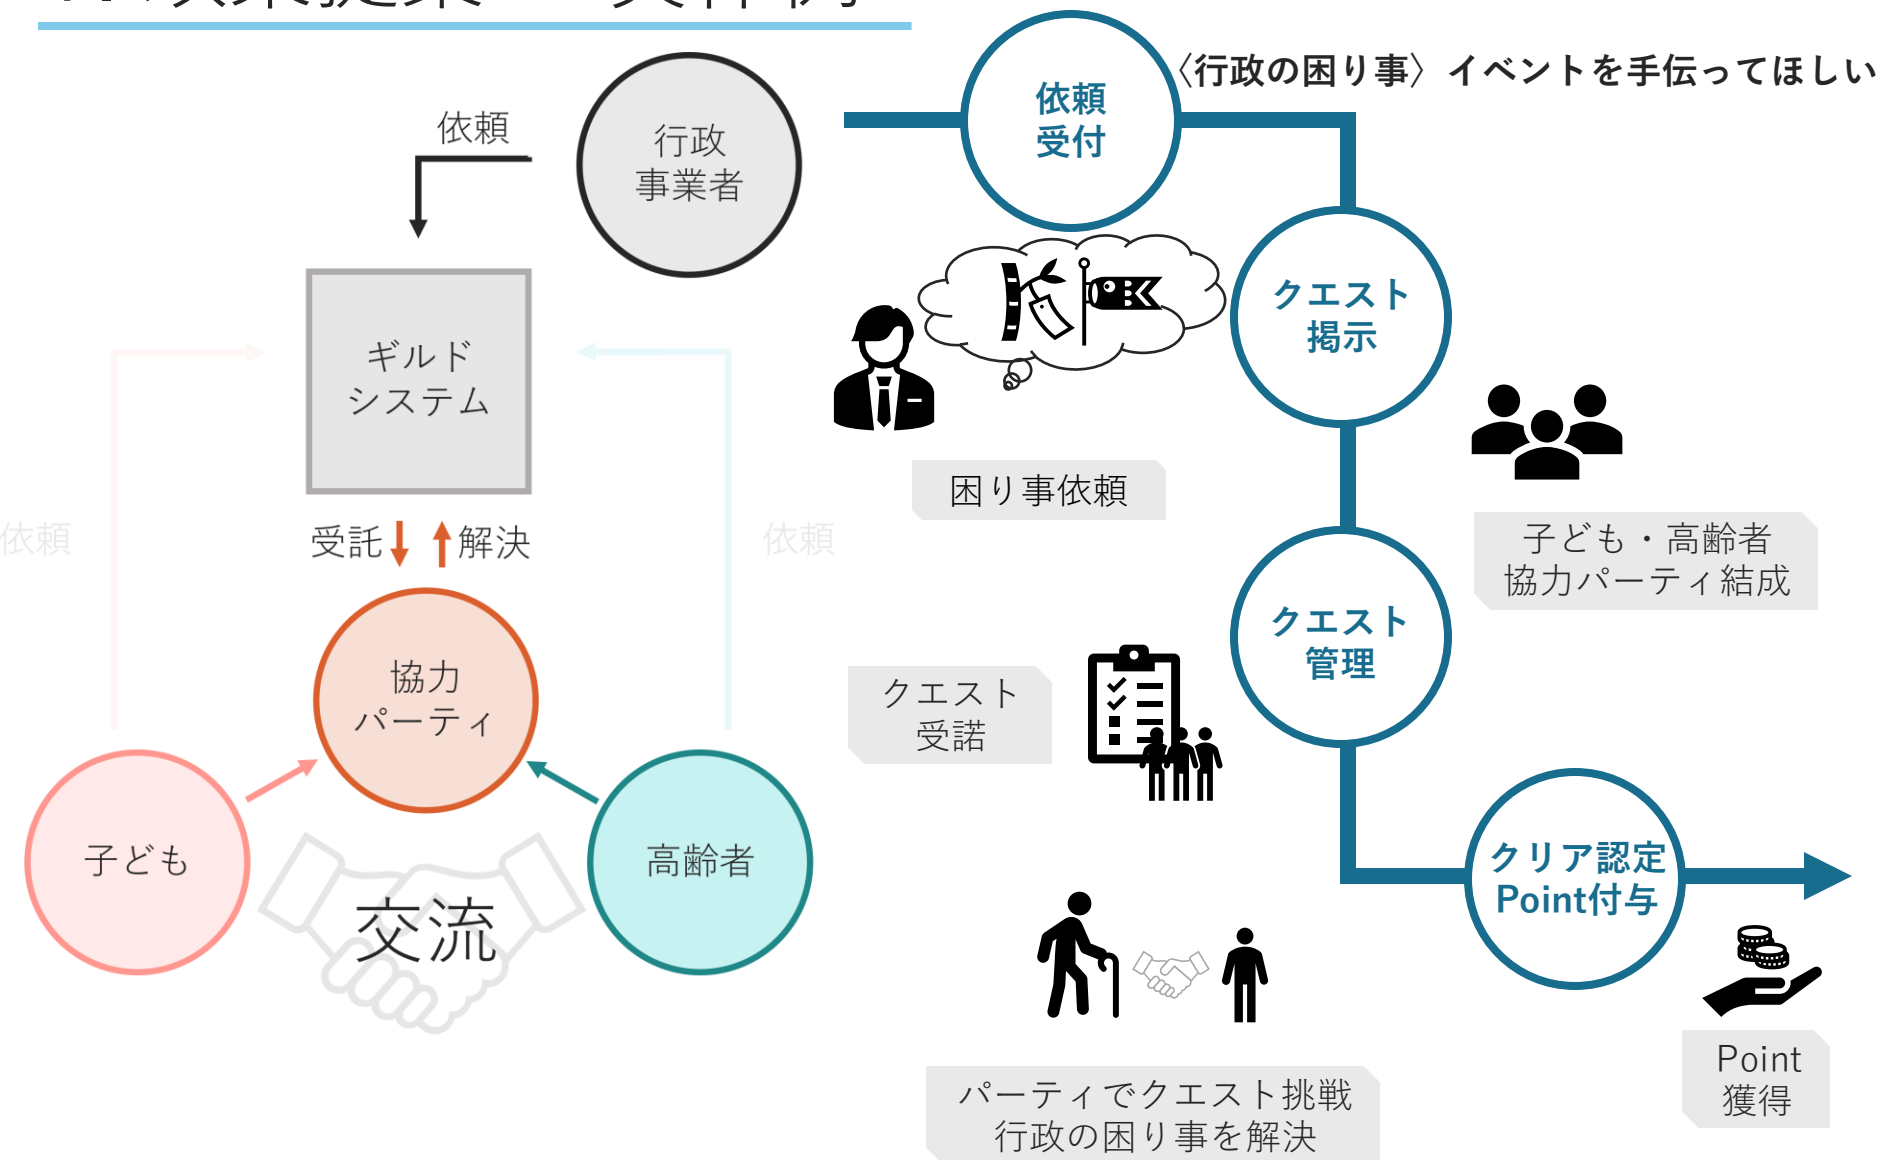 依頼
行政
事業者
ギルド
システム
依頼
依頼
受託
解決
協力
パーティ
子ども
高齢者
交流
〈行政の困り事〉イベントを手伝ってほしい
依頼
受付
クエスト
掲示
困り事依頼
子ども・高齢者
協力パーティ結成
クエスト
管理
クエスト
受諾
クリア認定
Point付与
パーティでクエスト挑戦
行政の困り事を解決
Point
獲得